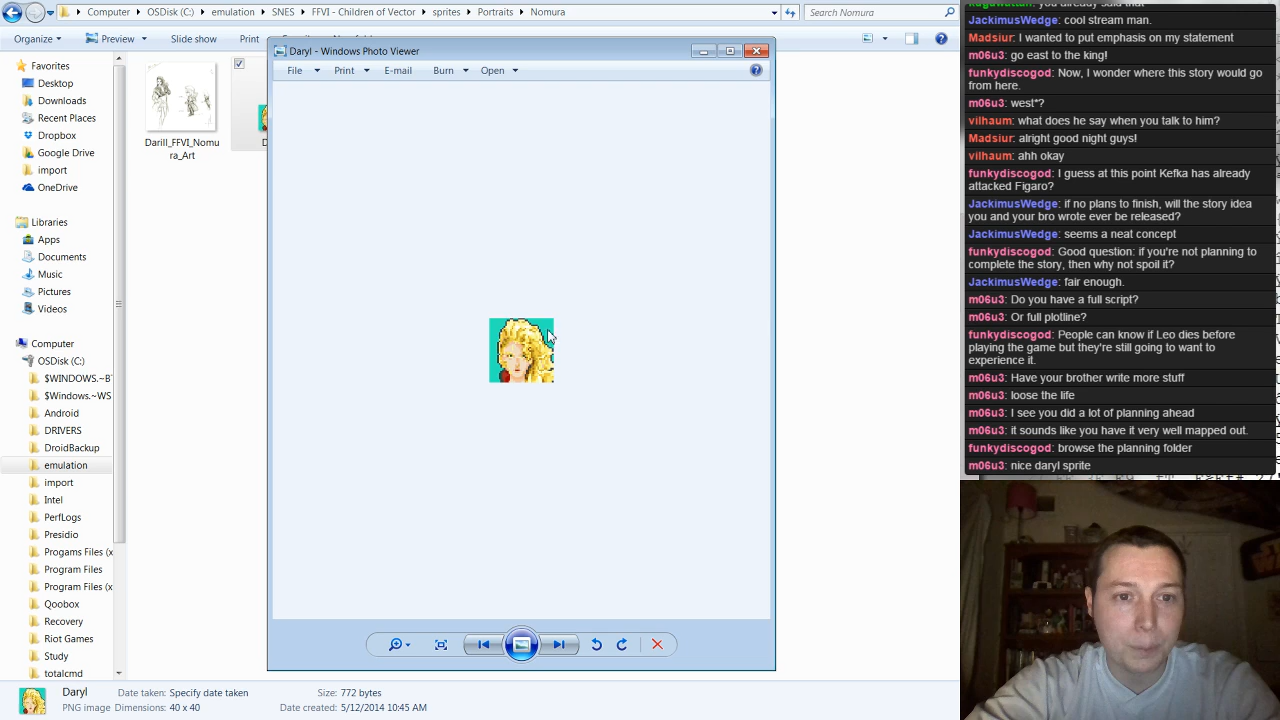 Computer ▸ OSDisk (C:) ▸ emulation ▸ SNES ▸ FFVI - Children of Vector ▸ sprites ▸ Portraits ▸ Nomura
Search Nomura
Organize
Preview
Slide show
Print
Favorites
Desktop
Downloads
Recent Places
Dropbox
Google Drive
import
OneDrive
Libraries
Apps
Documents
Music
Pictures
Videos
Computer
OSDisk (C:)
$WINDOWS.~BT
$Windows.~WS
Android
DRIVERS
DroidBackup
emulation
import
Intel
PerfLogs
Presidio
Progams Files (x
Program Files
Program Files (x
Qoobox
Recovery
Riot Games
Study
totalcmd
Darill_FFVI_Nomu
ra_Art
Daryl - Windows Photo Viewer
File
Print
E-mail
Burn
Open
Daryl
PNG image
Date taken: Specify date taken
Dimensions: 40 x 40
Size: 772 bytes
Date created: 5/12/2014 10:45 AM
you already said that
JackimusWedge: cool stream man.
Madsiur: I wanted to put emphasis on my statement
m06u3: go east to the king!
funkydiscogod: Now, I wonder where this story would go
from here.
m06u3: west*?
vilhaum: what does he say when you talk to him?
Madsiur: alright good night guys!
vilhaum: ahh okay
funkydiscogod: I guess at this point Kefka has already
attacked Figaro?
JackimusWedge: if no plans to finish, will the story idea
you and your bro wrote ever be released?
JackimusWedge: seems a neat concept
funkydiscogod: Good question: if you're not planning to
complete the story, then why not spoil it?
JackimusWedge: fair enough.
m06u3: Do you have a full script?
m06u3: Or full plotline?
funkydiscogod: People can know if Leo dies before
playing the game but they're still going to want to
experience it.
m06u3: Have your brother write more stuff
m06u3: loose the life
m06u3: I see you did a lot of planning ahead
m06u3: it sounds like you have it very well mapped out.
funkydiscogod: browse the planning folder
m06u3: nice daryl sprite